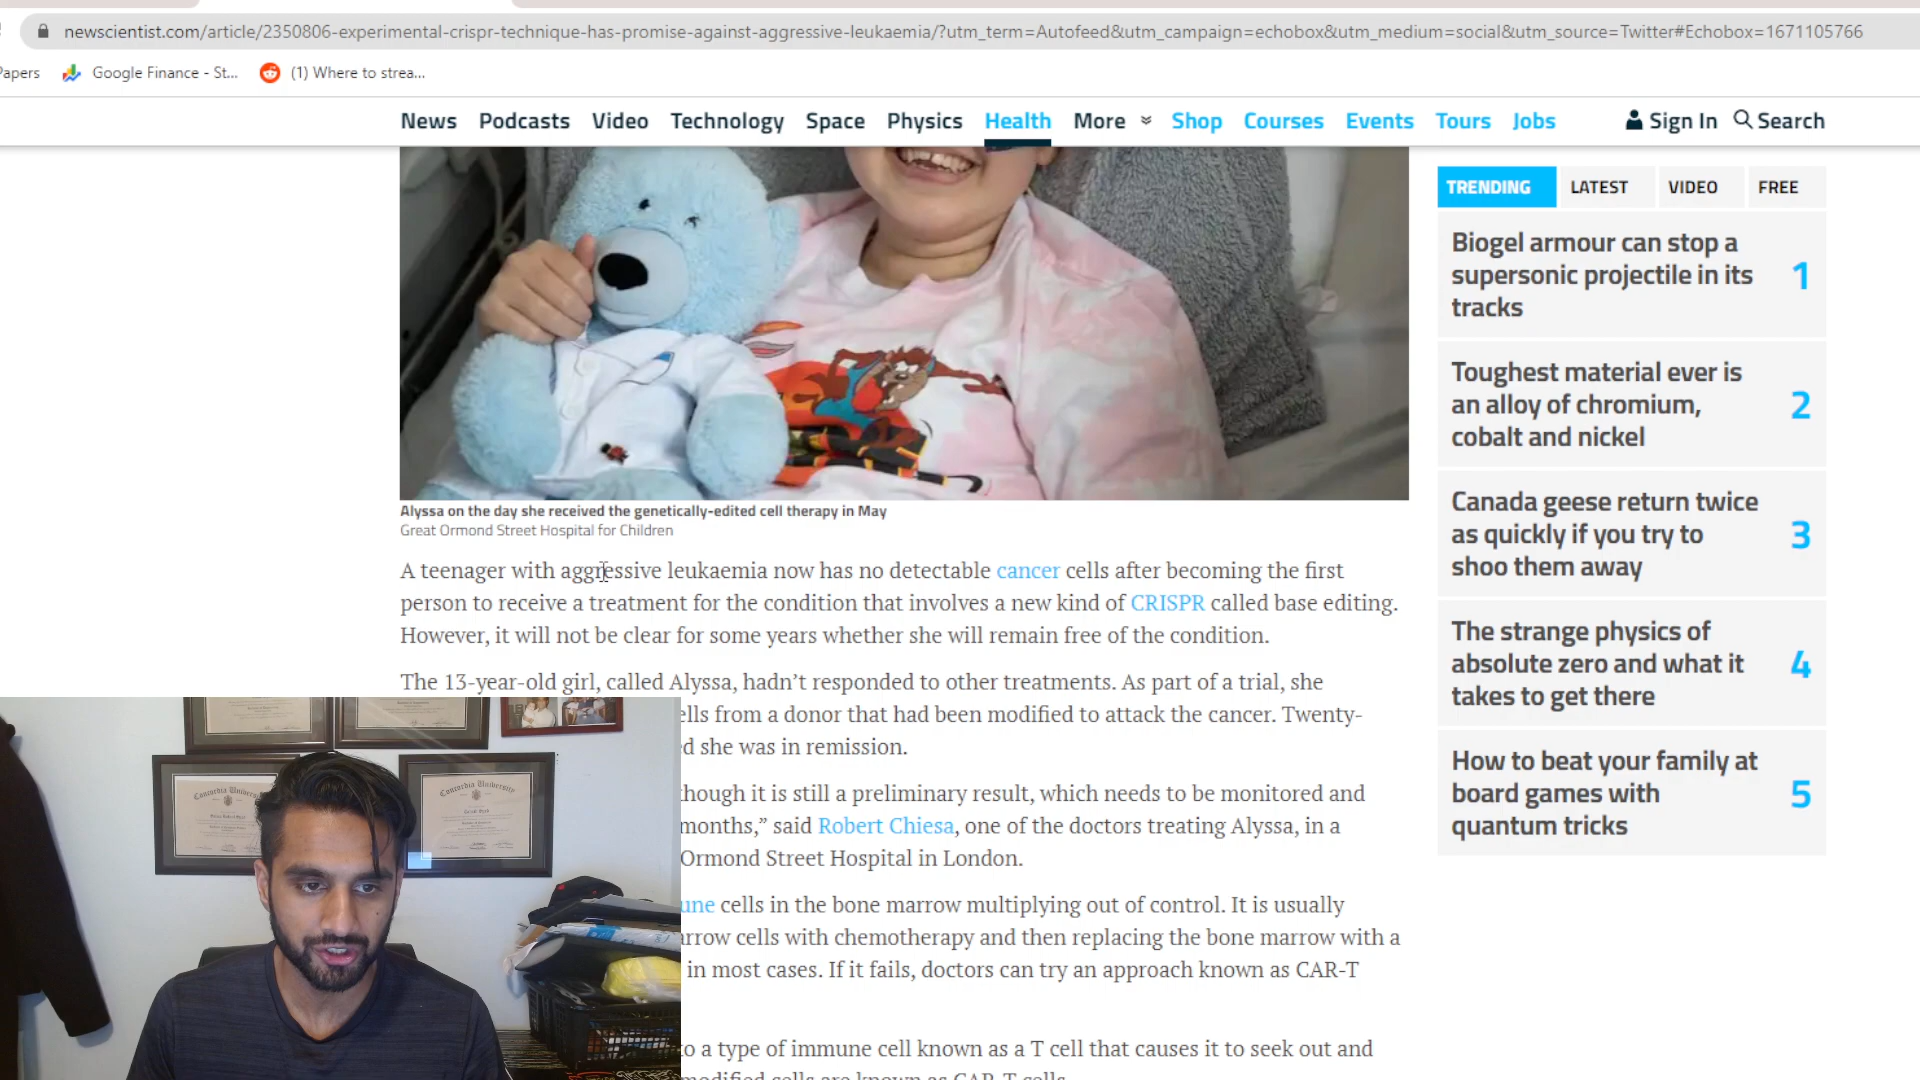 newscientist.com/article/2350806-experimental-crispr-technique-has-promise-against-aggressive-leukaemia/?utm_term=Autofeed&utm_campaign=echobox&utm_medium=social&utm_source=Twitter#Echobox=1671105766
apers Google Finance - St... (1) Where to strea...
News Podcasts Video Technology Space Physics Health More Shop Courses Events Tours Jobs Sign In Search
TRENDING LATEST VIDEO FREE
Biogel armour can stop a
supersonic projectile in its
tracks
1
Toughest material ever is
an alloy of chromium,
cobalt and nickel
2
Canada geese return twice
as quickly if you try to
shoo them away
3
The strange physics of
absolute zero and what it
takes to get there
4
How to beat your family at
board games with
quantum tricks
5
Alyssa on the day she received the genetically-edited cell therapy in May
Great Ormond Street Hospital for Children
A teenager with aggressive leukaemia now has no detectable cancer cells after becoming the first
person to receive a treatment for the condition that involves a new kind of CRISPR called base editing.
However, it will not be clear for some years whether she will remain free of the condition.
The 13-year-old girl, called Alyssa, hadn't responded to other treatments. As part of a trial, she
ells from a donor that had been modified to attack the cancer. Twenty-
d she was in remission.
though it is still a preliminary result, which needs to be monitored and
months,” said Robert Chiesa, one of the doctors treating Alyssa, in a
Ormond Street Hospital in London.
une cells in the bone marrow multiplying out of control. It is usually
arrow cells with chemotherapy and then replacing the bone marrow with a
in most cases. If it fails, doctors can try an approach known as CAR-T
to a type of immune cell known as a T cell that causes it to seek out and
modified cells are known as CAR-T cells.
Concordia University
Concordia University